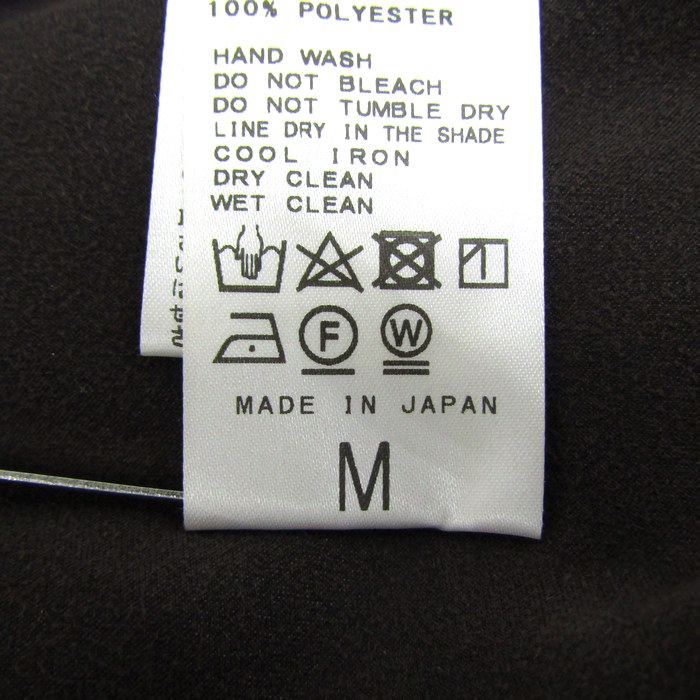 100% POLYESTER
HAND WASH
DO NOT BLEACH
DO NOT TUMBLE DRY
LINE DRY IN THE SHADE
COOL IRON
DRY CLEAN
WET CLEAN
F W
MADE IN JAPAN
M